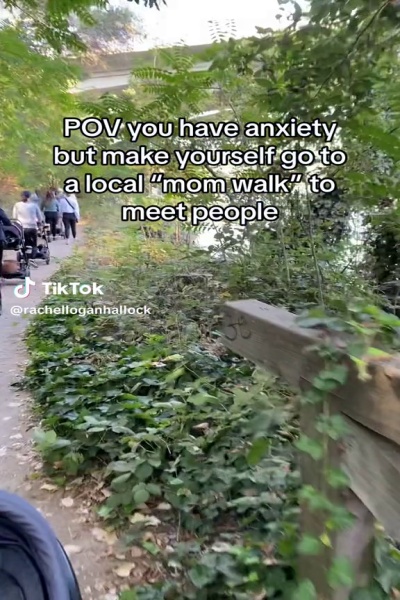 POV you have anxiety
but make yourself go to
a local “mom walk” to
meet people
TikTok
@rachelloganhallock